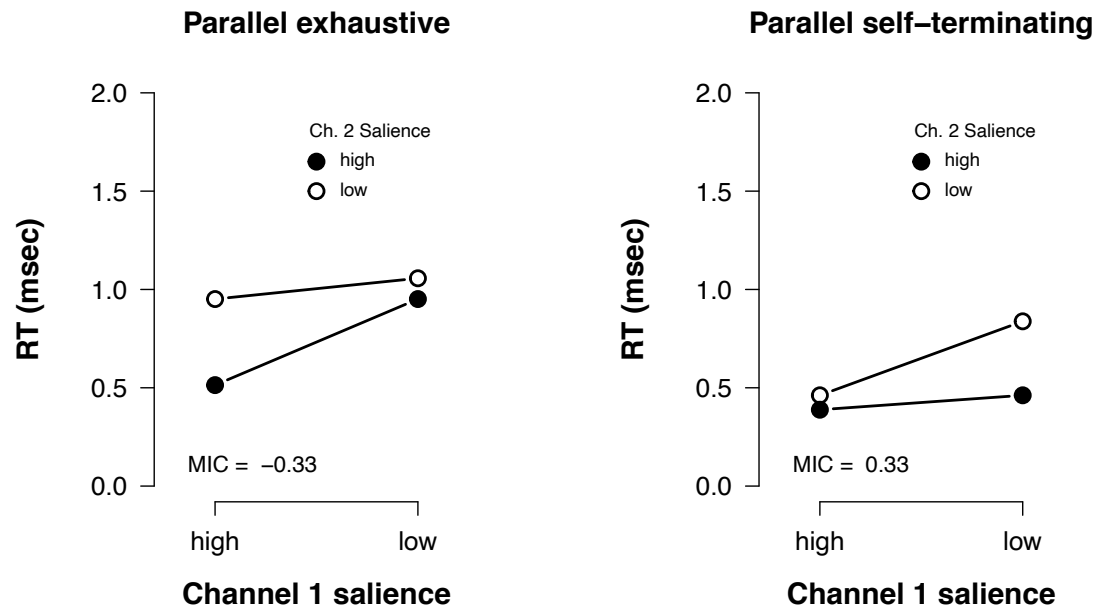 Parallel exhaustive
2.0
1.5
1.0
0.5
0.0
RT (msec)
Ch. 2 Salience
high
low
MIC = −0.33
high low
Channel 1 salience
Parallel self−terminating
2.0
1.5
1.0
0.5
0.0
RT (msec)
Ch. 2 Salience
high
low
MIC = 0.33
high low
Channel 1 salience